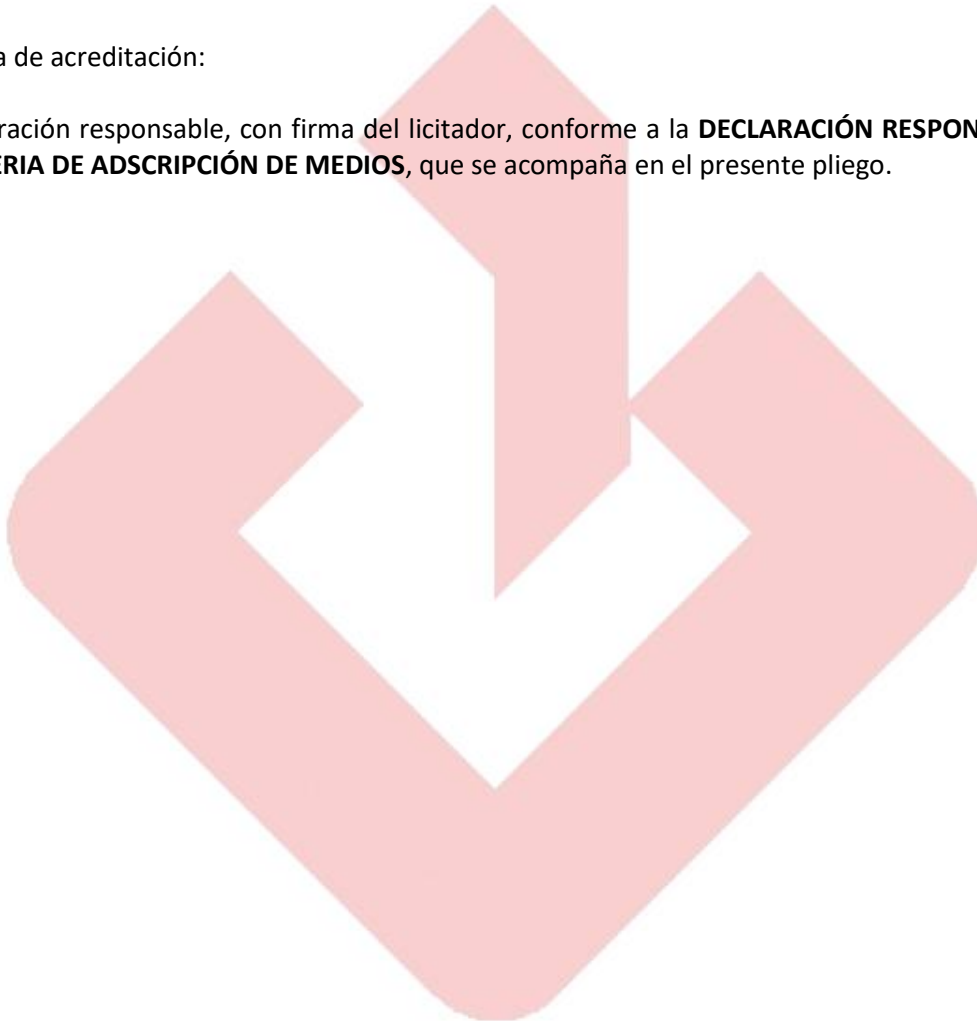 a de acreditación:
ración responsable, con firma del licitador, conforme a la DECLARACIÓN RESPON
ERIA DE ADSCRIPCIÓN DE MEDIOS, que se acompaña en el presente pliego.